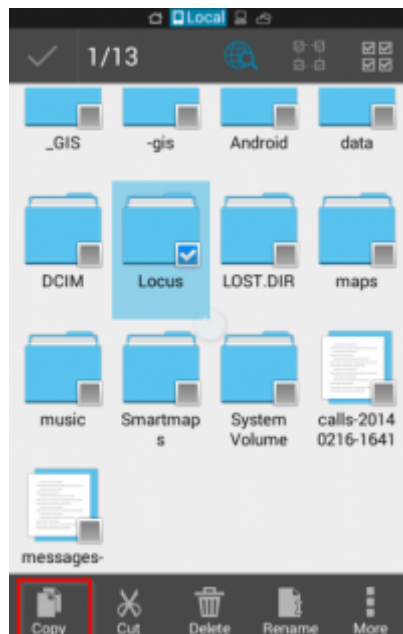 Local
1/13
_GIS
-gis
Android
data
DCIM
Locus
LOST.DIR
maps
music
Smartmap
s
System
Volume
calls-2014
0216-1641
messages-
Copy
Cut
Delete
Rename
More